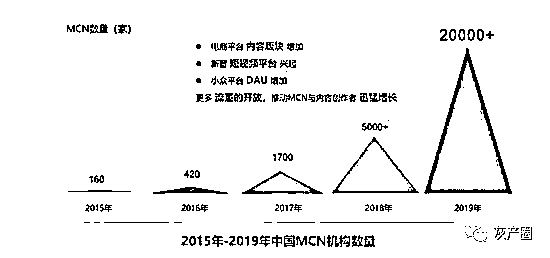 MCN数量（家）
20000+
● 电商平台 内容版块 增加
● 新晋 短视频平台 兴起
● 小众平台 DAU 增加
更多 流量的开放，推动MCN与内容创作者 迅猛增长
5000+
1700
420
160
2015年
2016年
2017年
2018年
2019年
2015年-2019年中国MCN机构数量
灰产圈